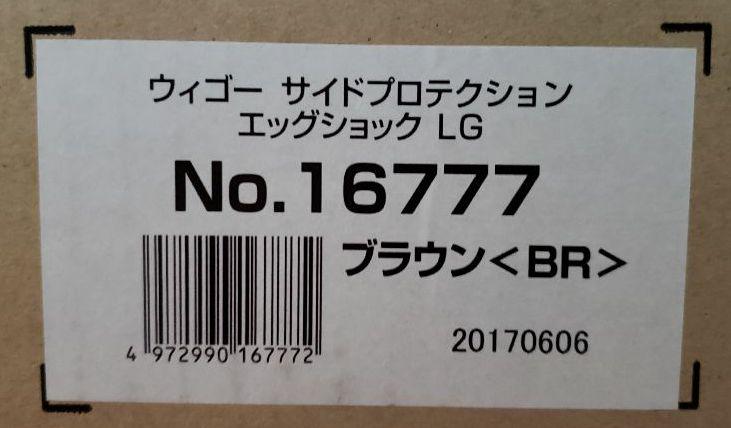 ウィゴー サイドプロテクション
エッグショック LG
No.16777
ブラウン<BR>
4 972990 167772
20170606